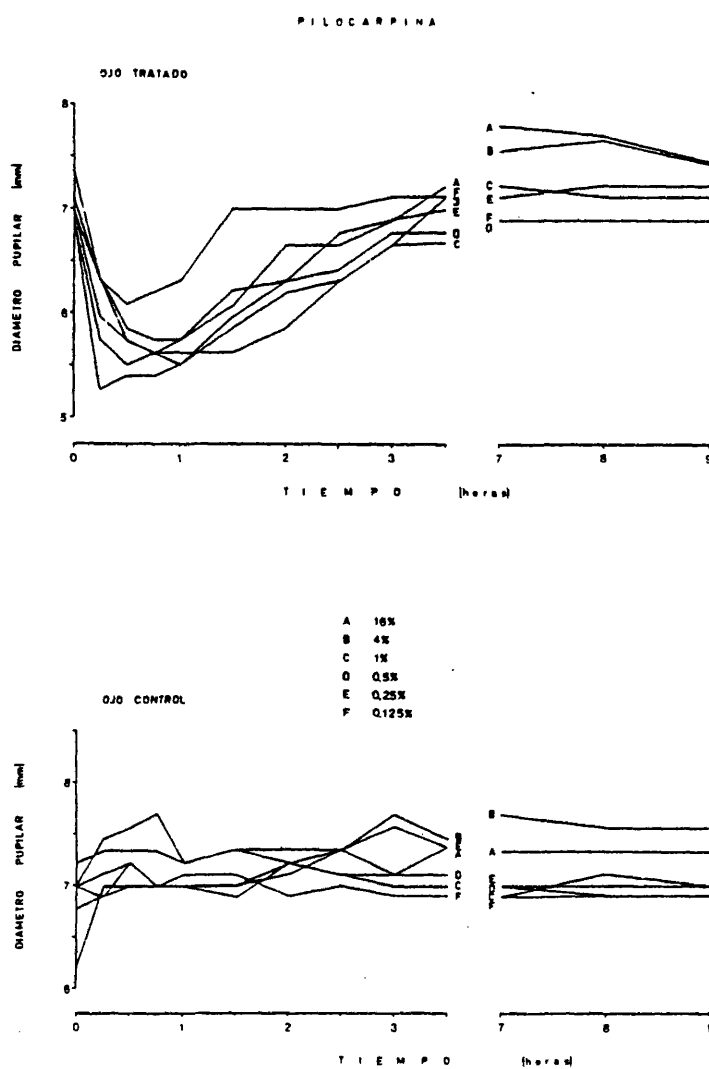 PILOCARPINA
OJO TRATADO
8
7
6
5
DIAMETRO PUPILAR (mm)
A
B
C
E
F
D
A
F
E
D
C
0
1
2
3
7
8
9
TIEMPO (horas)
A 16%
B 4%
C 1%
D 0,5%
E 0,25%
F 0,125%
OJO CONTROL
8
7
6
DIAMETRO PUPILAR (mm)
B
A
E
F
D
C
F
0
1
2
3
7
8
9
TIEMPO (horas)